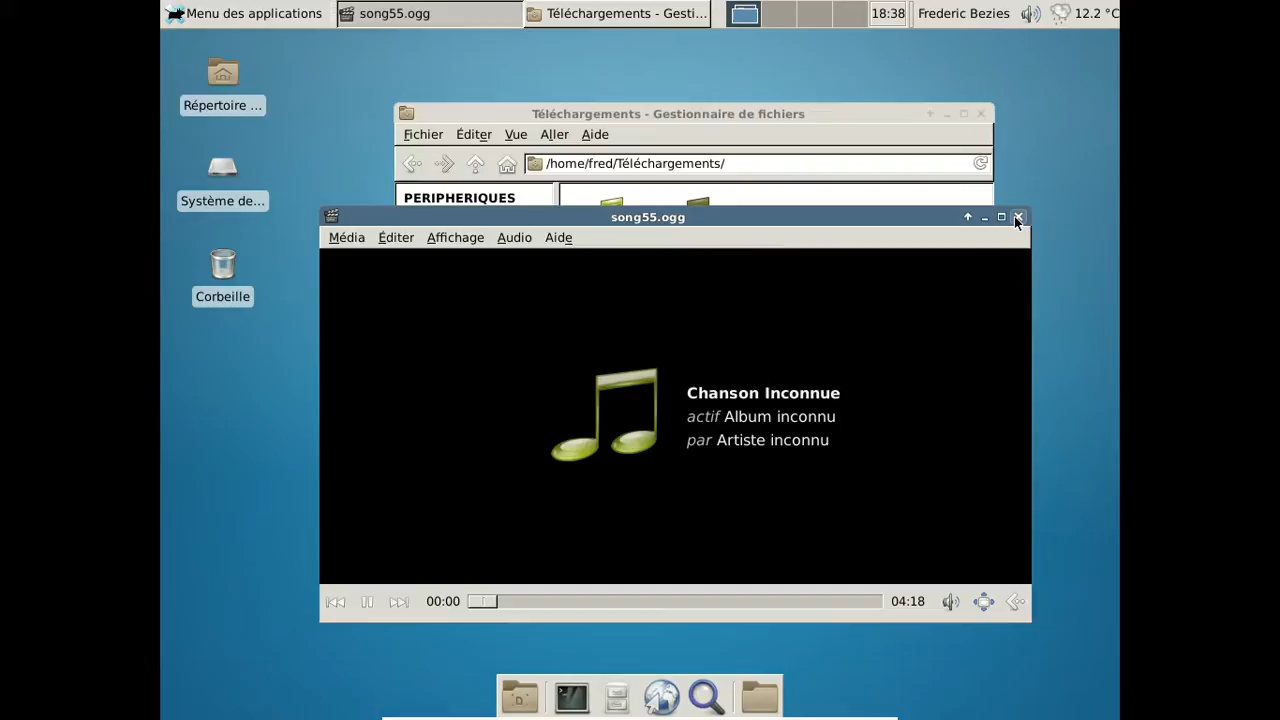 Menu des applications song55.ogg Téléchargements - Gesti... 18:38 Frederic Bezies 12.2 °C
Répertoire ...
Téléchargements - Gestionnaire de fichiers
Fichier Éditer Vue Aller Aide
/home/fred/Téléchargements/
PERIPHERIQUES
Système de...
song55.ogg
Média Éditer Affichage Audio Aide
Corbeille
Chanson Inconnue
actif Album inconnu
par Artiste inconnu
00:00 04:18